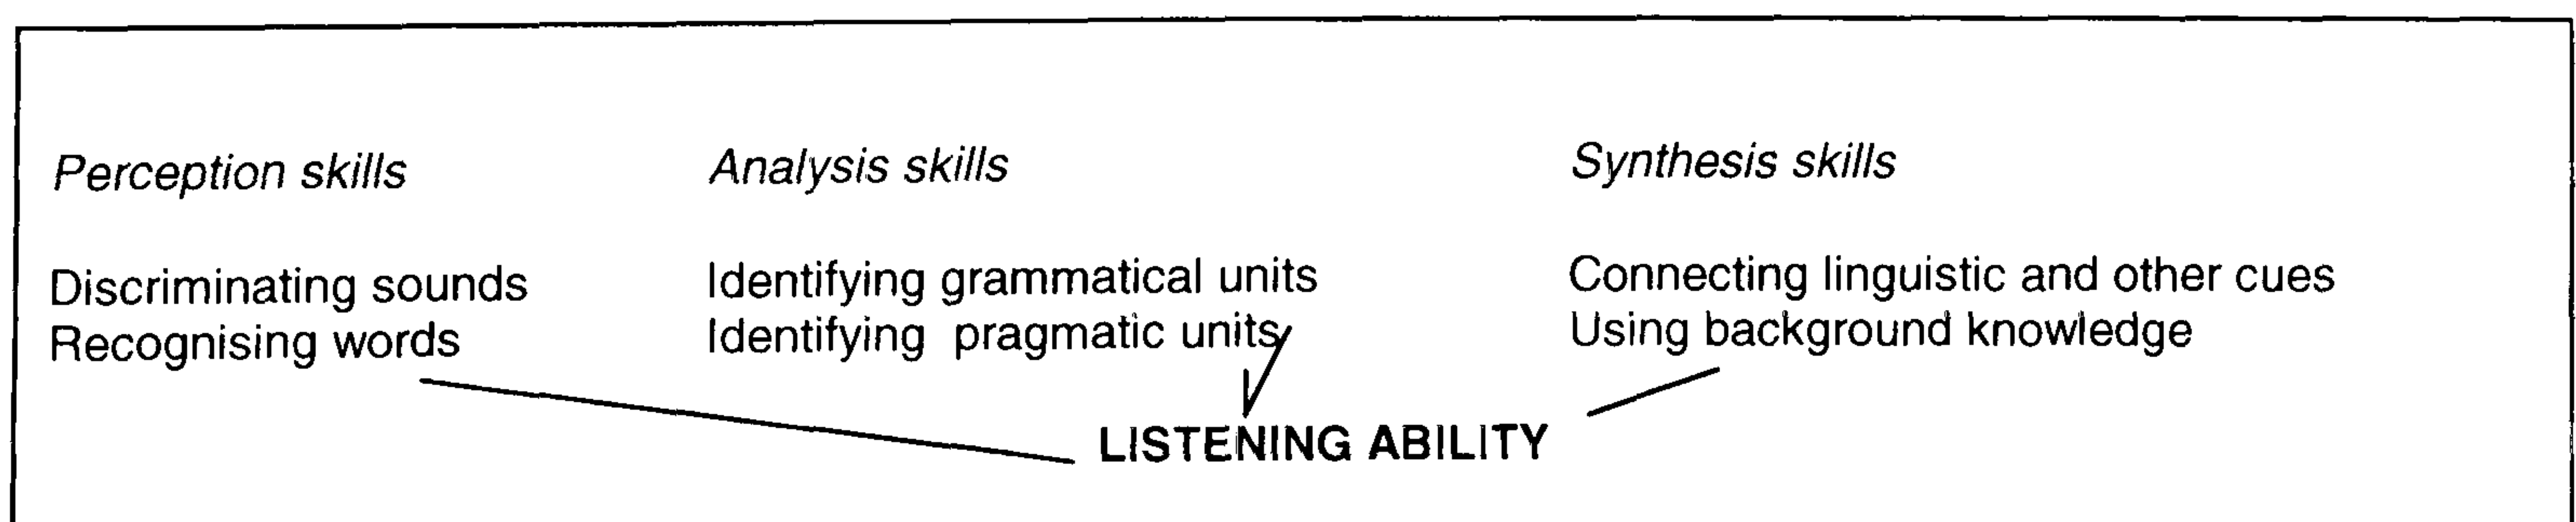 Perception skills
Analysis skills
Synthesis skills
Discriminating sounds
Recognising words
Identifying grammatical units
Identifying pragmatic units
Connecting linguistic and other cues
Using background knowledge
LISTENING ABILITY